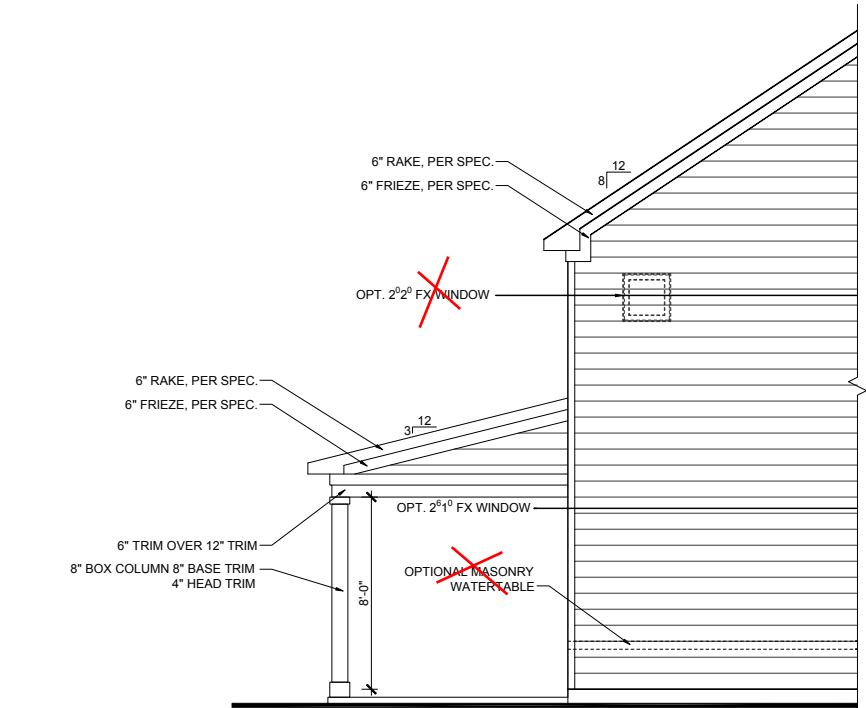 6" RAKE, PER SPEC.
12
8
6" FRIEZE, PER SPEC.
OPT. 2⁰2⁰ FX WINDOW
6" RAKE, PER SPEC.
6" FRIEZE, PER SPEC.
12
3
OPT. 2⁶1⁰ FX WINDOW
6" TRIM OVER 12" TRIM
8" BOX COLUMN 8" BASE TRIM
4" HEAD TRIM
8'-0"
OPTIONAL MASONRY
WATERTABLE